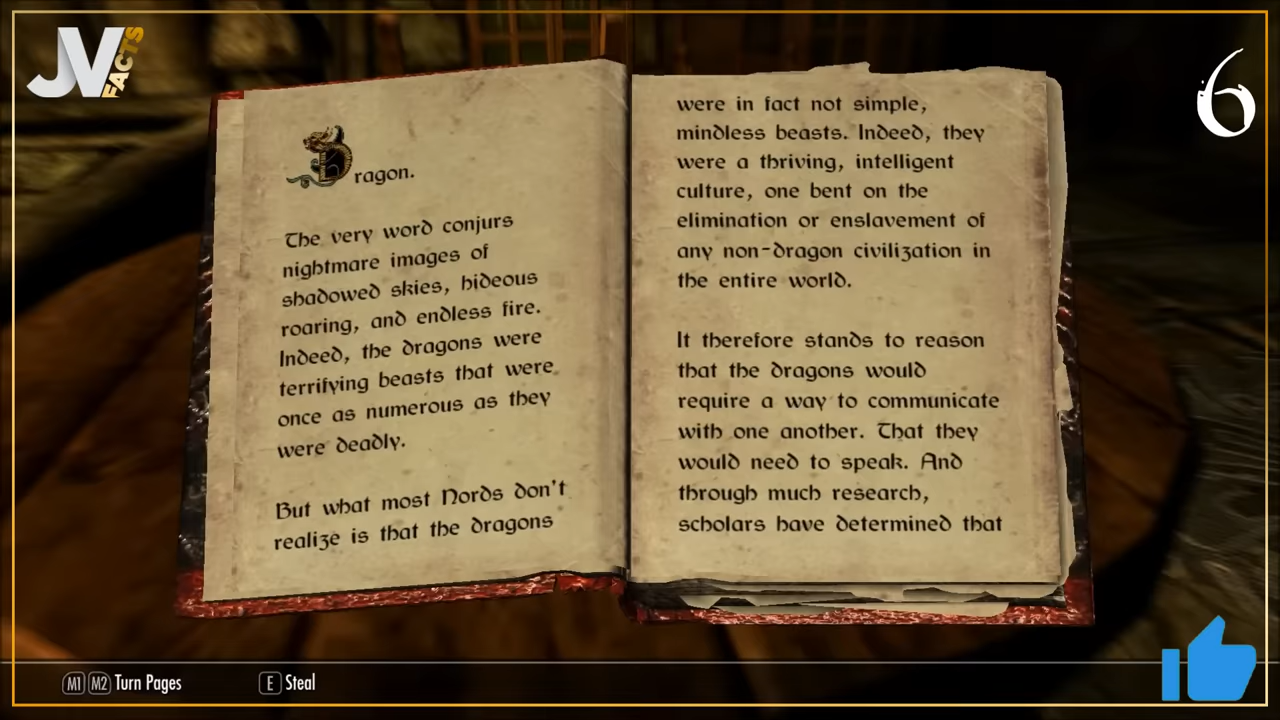 JV
FACTS
6
Dragon.
The very word conjurs
nightmare images of
shadowed skies, hideous
roaring, and endless fire.
Indeed, the dragons were
terrifying beasts that were
once as numerous as they
were deadly.
But what most Nords don't
realize is that the dragons
were in fact not simple,
mindless beasts. Indeed, they
were a thriving, intelligent
culture, one bent on the
elimination or enslavement of
any non-dragon civilization in
the entire world.
It therefore stands to reason
that the dragons would
require a way to communicate
with one another. That they
would need to speak. And
through much research,
scholars have determined that
M1 M2 Turn Pages
E Steal